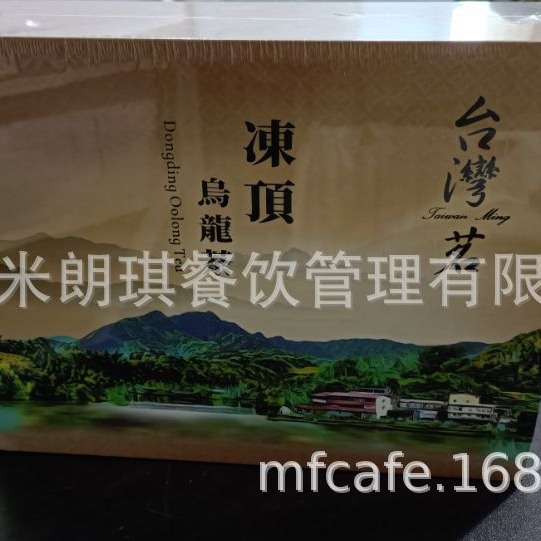 台灣茗
Taiwan Ming
凍頂
烏龍茶
Dongding Oolong Tea
米朗琪餐饮管理有限
mfcafe.168